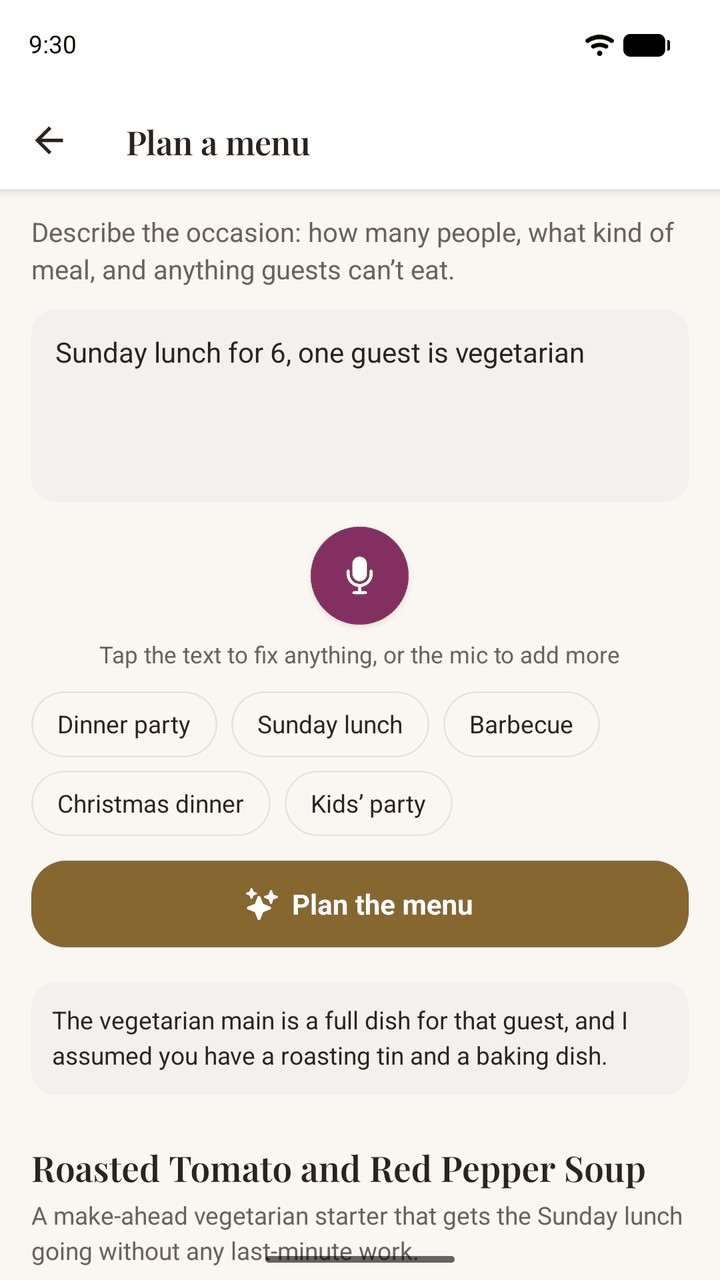 9:30
Plan a menu
Describe the occasion: how many people, what kind of
meal, and anything guests can’t eat.
Sunday lunch for 6, one guest is vegetarian
Tap the text to fix anything, or the mic to add more
Dinner party
Sunday lunch
Barbecue
Christmas dinner
Kids’ party
Plan the menu
The vegetarian main is a full dish for that guest, and I
assumed you have a roasting tin and a baking dish.
Roasted Tomato and Red Pepper Soup
A make-ahead vegetarian starter that gets the Sunday lunch
going without any last-minute work.